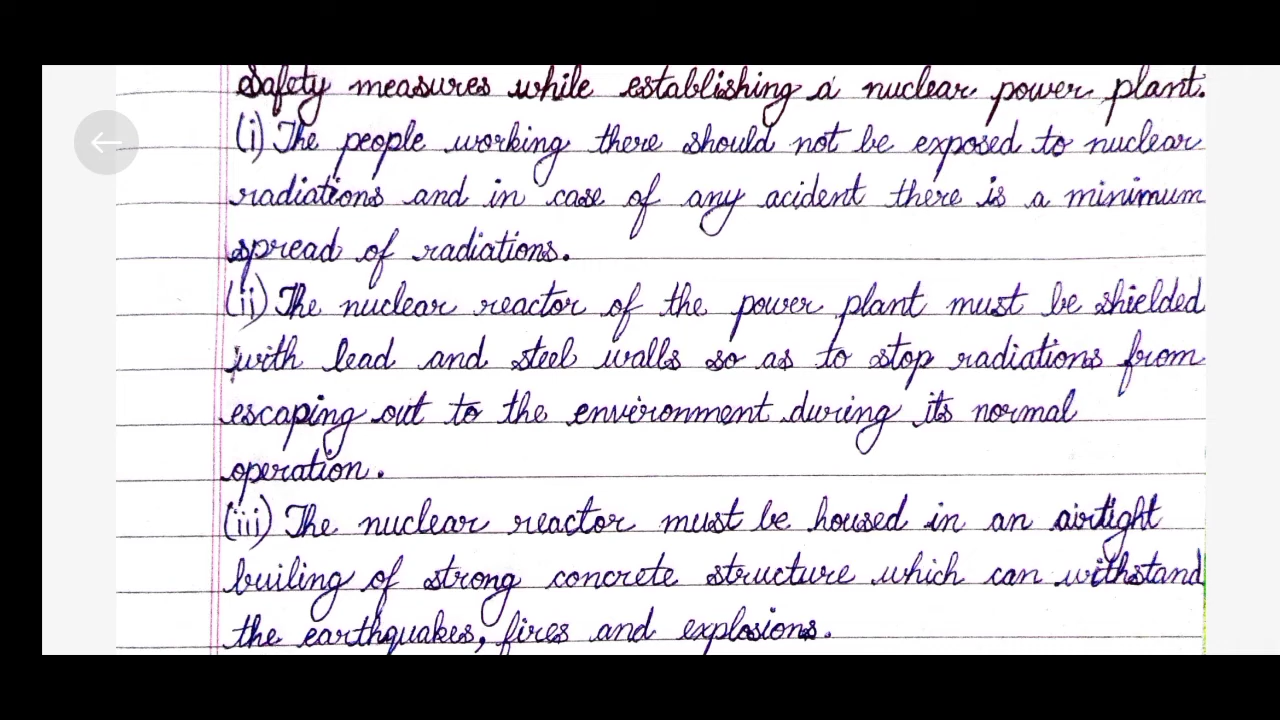 Safety measures while establishing a nuclear power plant.
(i) The people working there should not be exposed to nuclear
radiations and in case of any acident there is a minimum
spread of radiations.
(ii) The nuclear reactor of the power plant must be shielded
with lead and steel walls so as to stop radiations from
escaping out to the environment during its normal
operation.
(iii) The nuclear reactor must be housed in an airtight
builing of strong concrete structure which can withstand
the earthquakes, fires and explosions.